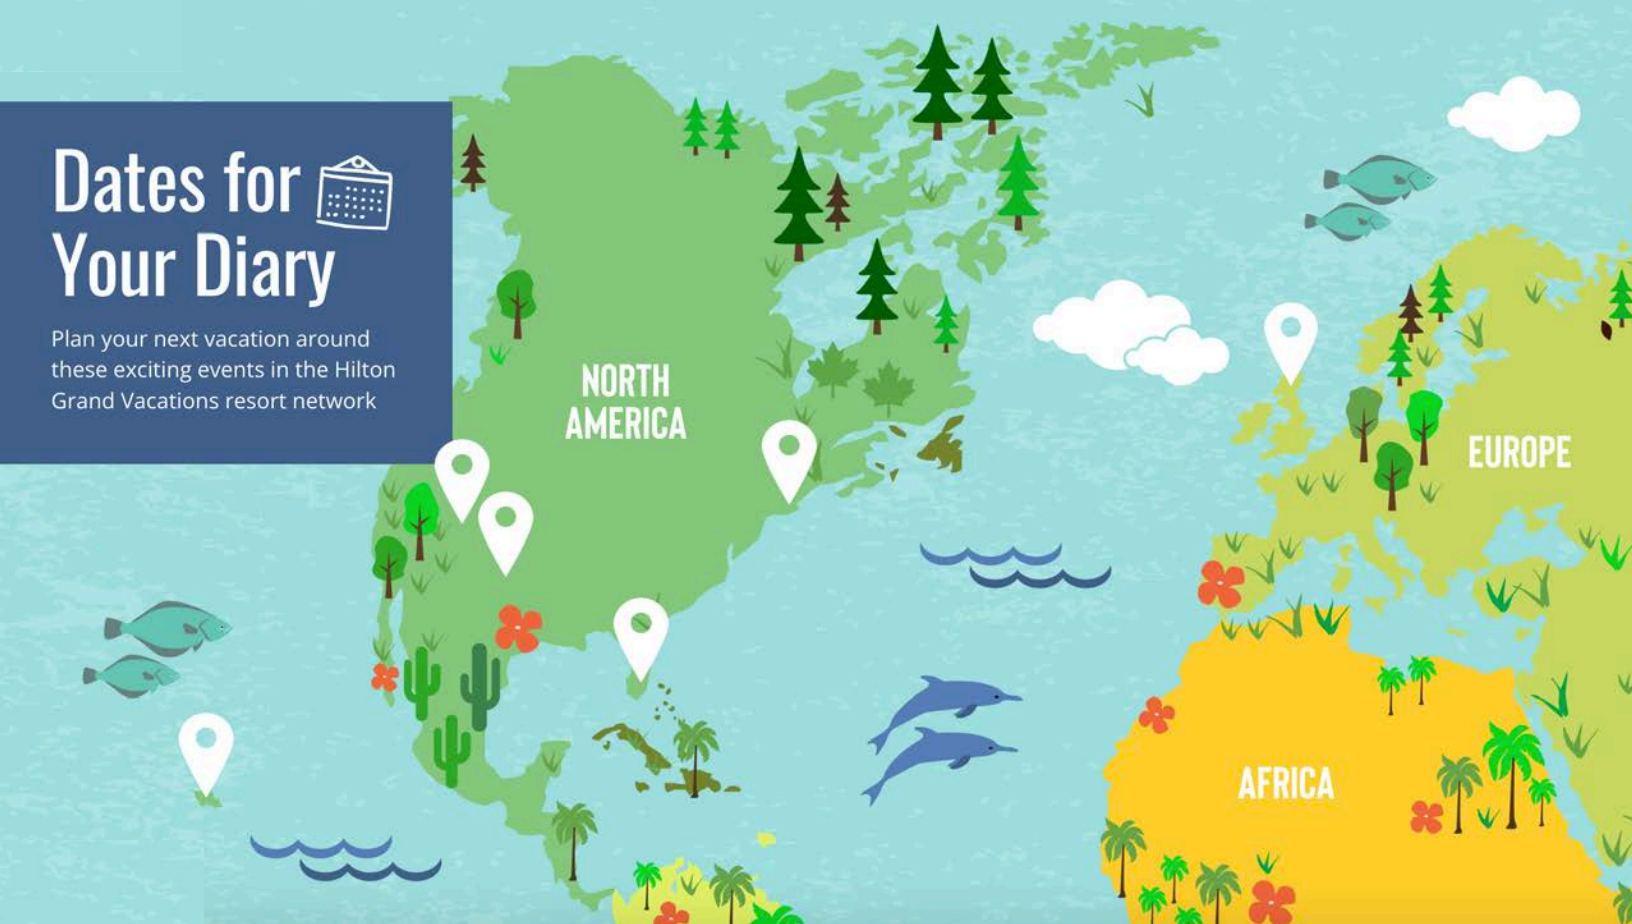 Dates for
Your Diary
Plan your next vacation around
these exciting events in the Hilton
Grand Vacations resort network
NORTH
AMERICA
EUROPE
AFRICA